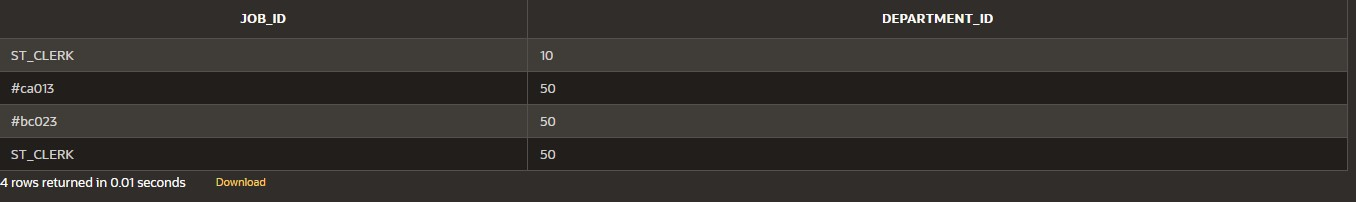 JOB_ID DEPARTMENT_ID
ST_CLERK 10
#ca013 50
#bc023 50
ST_CLERK 50
4 rows returned in 0.01 seconds Download